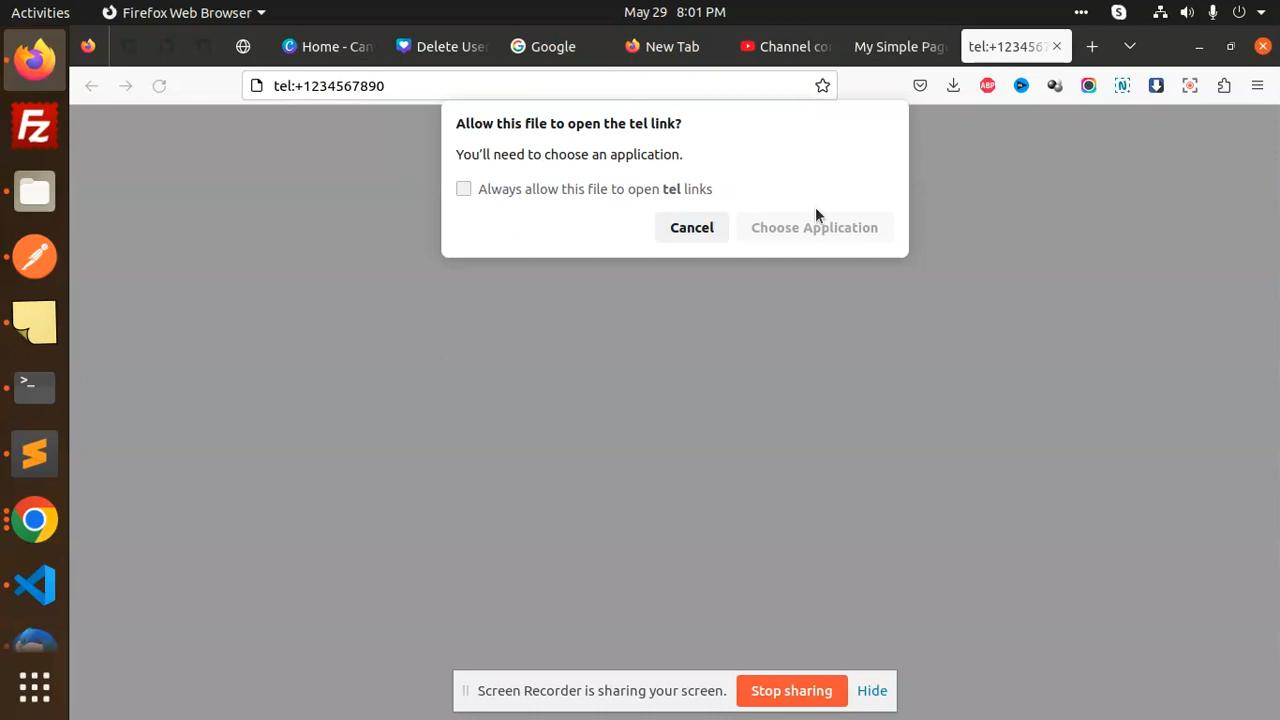 Activities
Firefox Web Browser
May 29 8:01 PM
Home - Can
Delete Use
Google
New Tab
Channel co
My Simple Pag
tel:+1234567
tel:+1234567890
ABP
N
Allow this file to open the tel link?
You'll need to choose an application.
Always allow this file to open tel links
Cancel
Choose Application
Fz
>_
Screen Recorder is sharing your screen.
Stop sharing
Hide